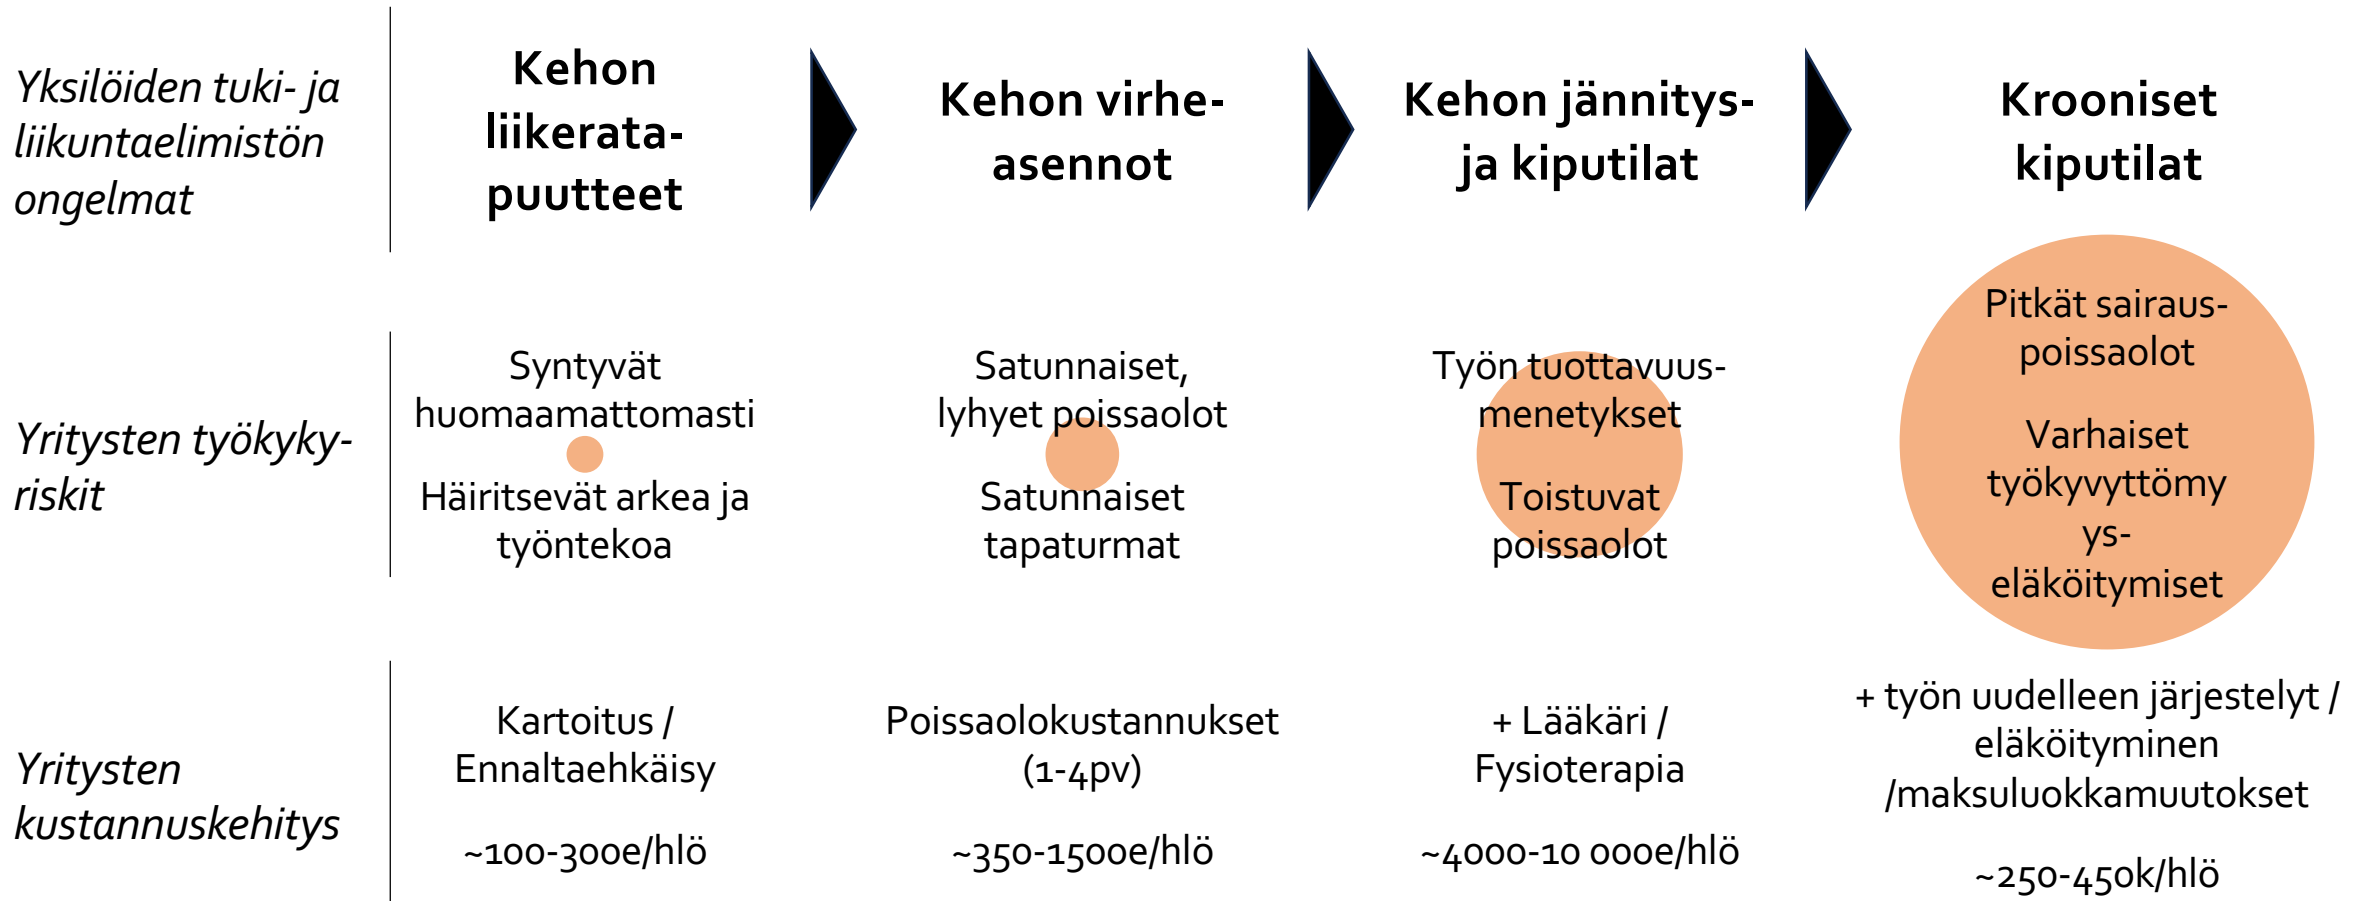 Yksilöiden tuki- ja
liikuntaelimistön
ongelmat
Kehon
liikerata-
puutteet
Kehon virhe-
asennot
Kehon jännitys-
ja kiputilat
Krooniset
kiputilat
Yritysten työkyky-
riskit
Syntyvät
huomaamattomasti
Häiritsevät arkea ja
työntekoa
Satunnaiset,
lyhyet poissaolot
Satunnaiset
tapaturmat
Työn tuottavuus-
menetykset
Toistuvat
poissaolot
Pitkät sairaus-
poissaolot
Varhaiset
työkyvyttömy
ys-
eläköitymiset
Yritysten
kustannuskehitys
Kartoitus /
Ennaltaehkäisy
~100-300e/hlö
Poissaolokustannukset
(1-4pv)
~350-1500e/hlö
+ Lääkäri /
Fysioterapia
~4000-10 000e/hlö
+ työn uudelleen järjestelyt /
eläköityminen
/maksuluokkamuutokset
~250-450k/hlö